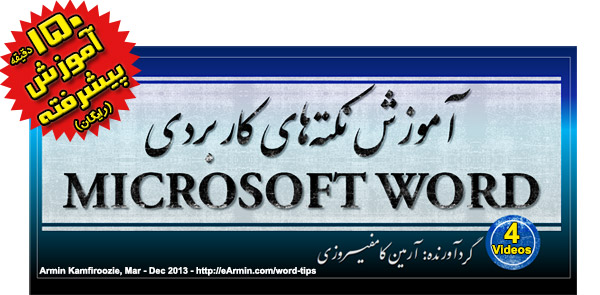 ۱۵۰ دقیقه
آموزش
پیشرفته
(رایگان)
آموزش نکته‌های کاربردی
MICROSOFT WORD
گردآورنده: آرمین کامفیروزی
4
Videos
Armin Kamfiroozie, Mar - Dec 2013 - http://eArmin.com/word-tips